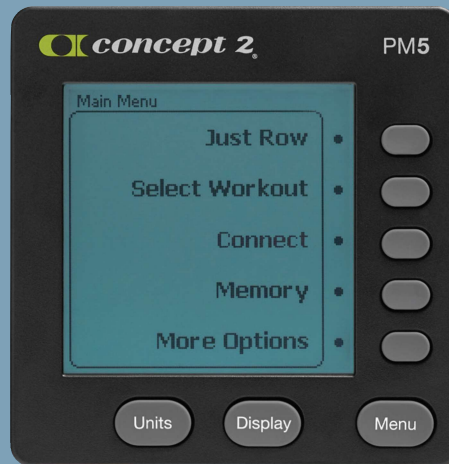 concept 2®
PM5
Main Menu
Just Row
Select Workout
Connect
Memory
More Options
Units
Display
Menu